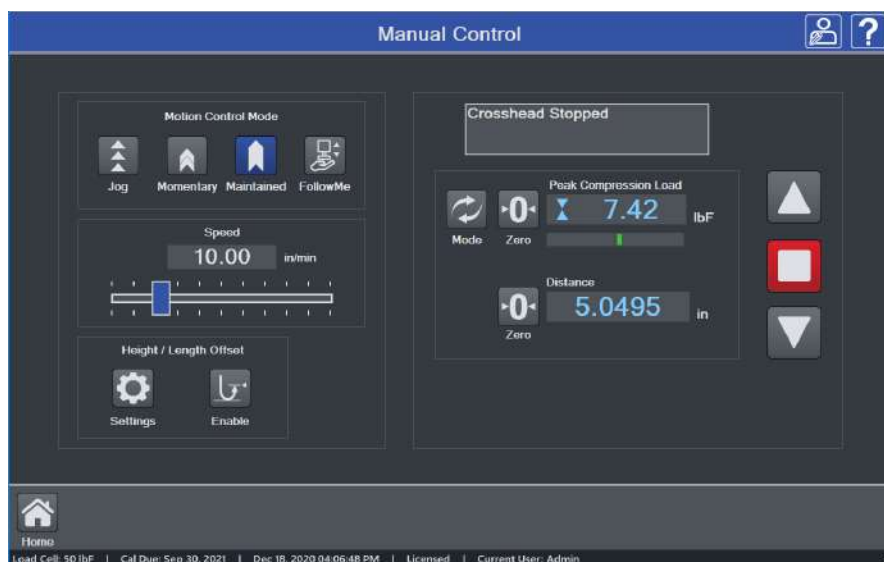 Manual Control
?
Motion Control Mode
Jog Momentary Maintained FollowMe
Speed
10.00 in/min
Height / Length Offset
Settings Enable
Crosshead Stopped
Peak Compression Load
7.42 lbF
Mode
0
Zero
Distance
5.0495 in
0
Zero
Home
Load Cell: 50 lbF | Cal Due: Sep 30, 2021 | Dec 18, 2020 04:06:48 PM | Licensed | Current User: Admin